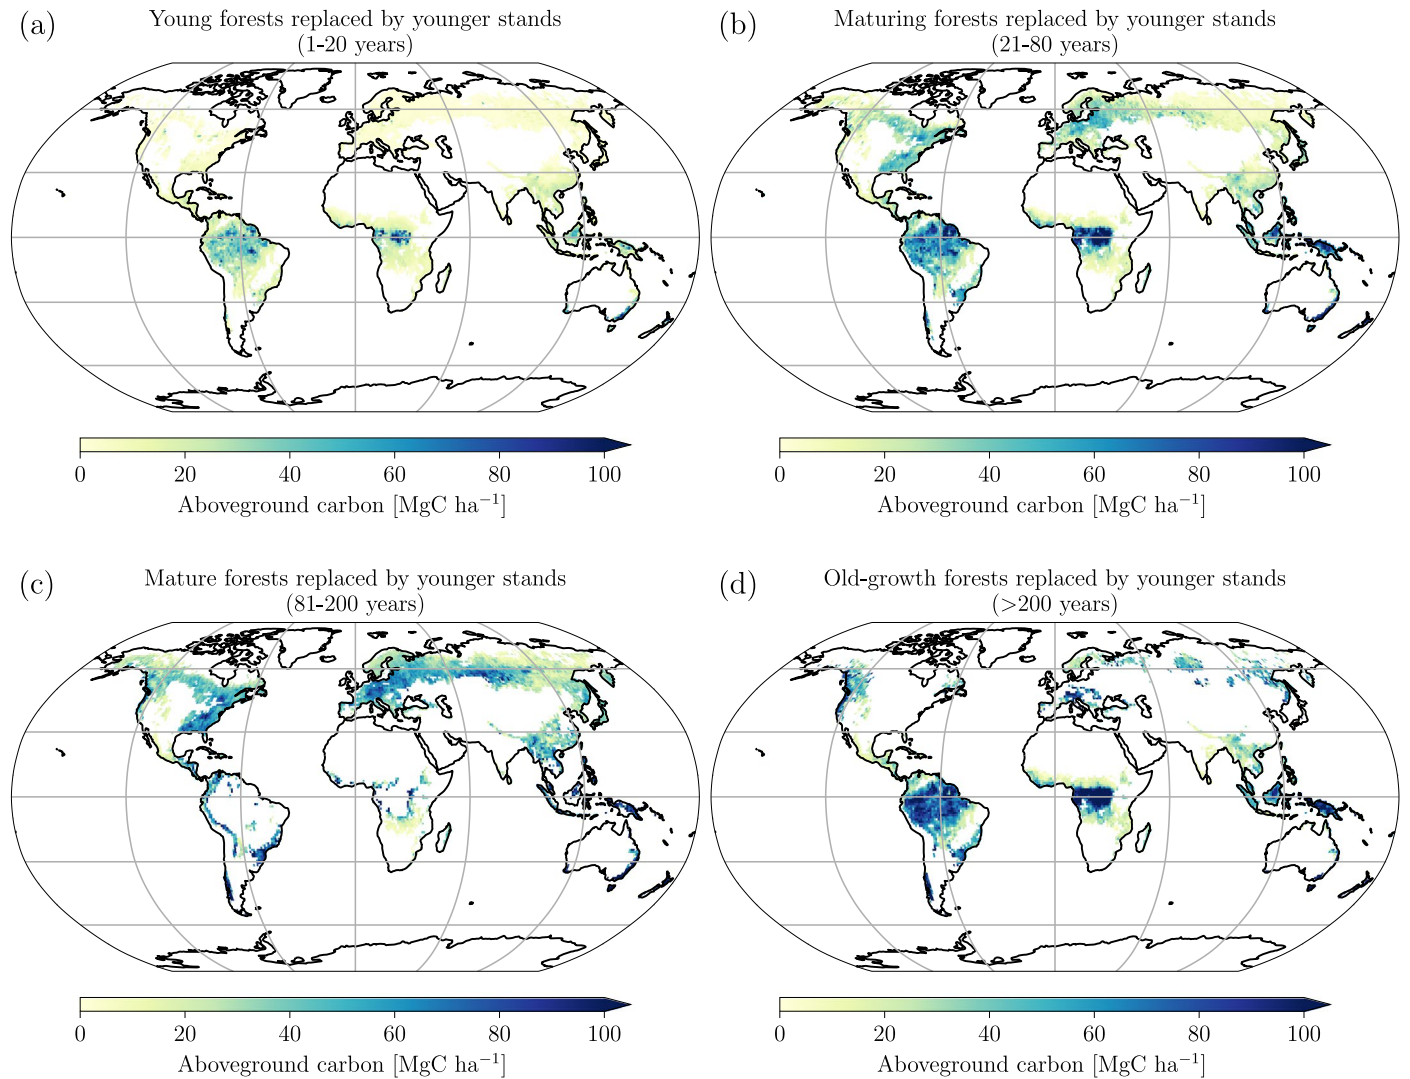 (a)
Young forests replaced by younger stands
(1-20 years)
0 20 40 60 80 100
Aboveground carbon [MgC ha⁻¹]
(b)
Maturing forests replaced by younger stands
(21-80 years)
0 20 40 60 80 100
Aboveground carbon [MgC ha⁻¹]
(c)
Mature forests replaced by younger stands
(81-200 years)
0 20 40 60 80 100
Aboveground carbon [MgC ha⁻¹]
(d)
Old-growth forests replaced by younger stands
(>200 years)
0 20 40 60 80 100
Aboveground carbon [MgC ha⁻¹]